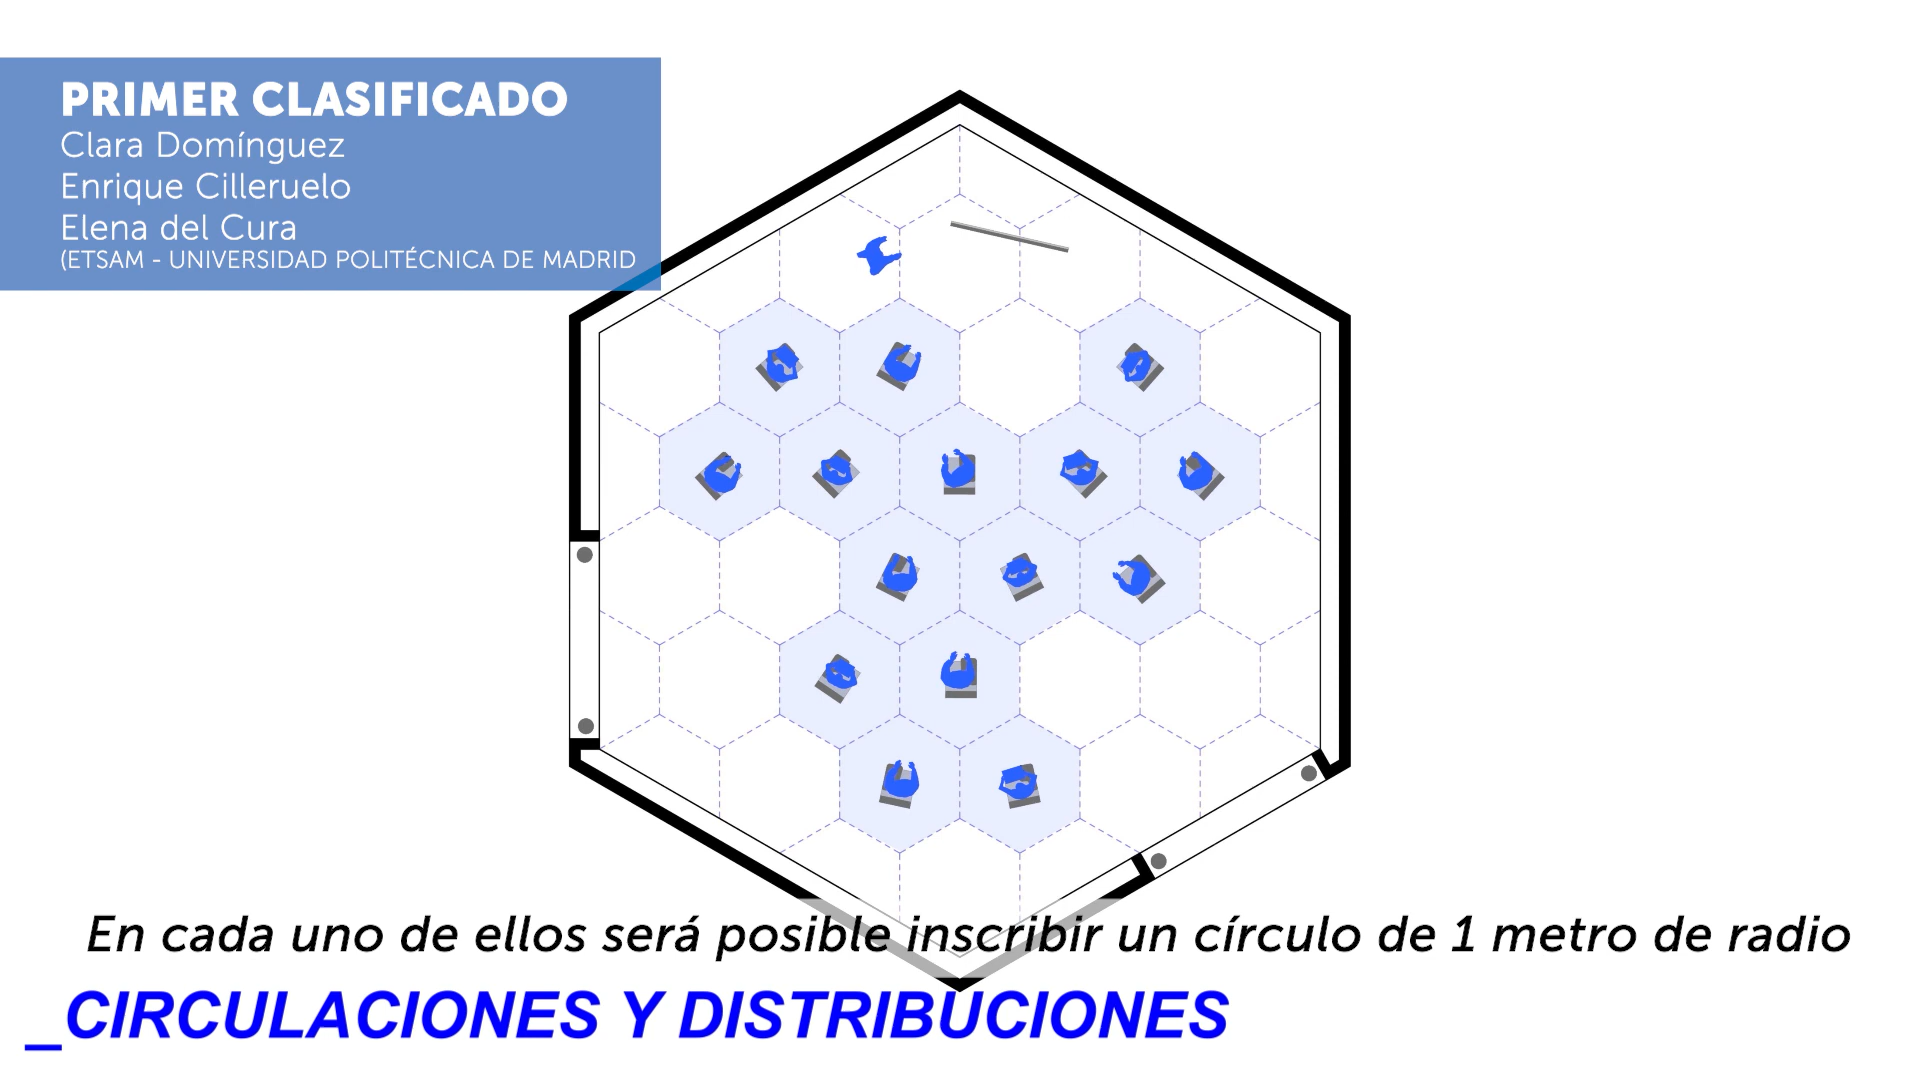 PRIMER CLASIFICADO
Clara Domínguez
Enrique Cilleruelo
Elena del Cura
(ETSAM - UNIVERSIDAD POLITÉCNICA DE MADRID
En cada uno de ellos será posible inscribir un círculo de 1 metro de radio
_CIRCULACIONES Y DISTRIBUCIONES